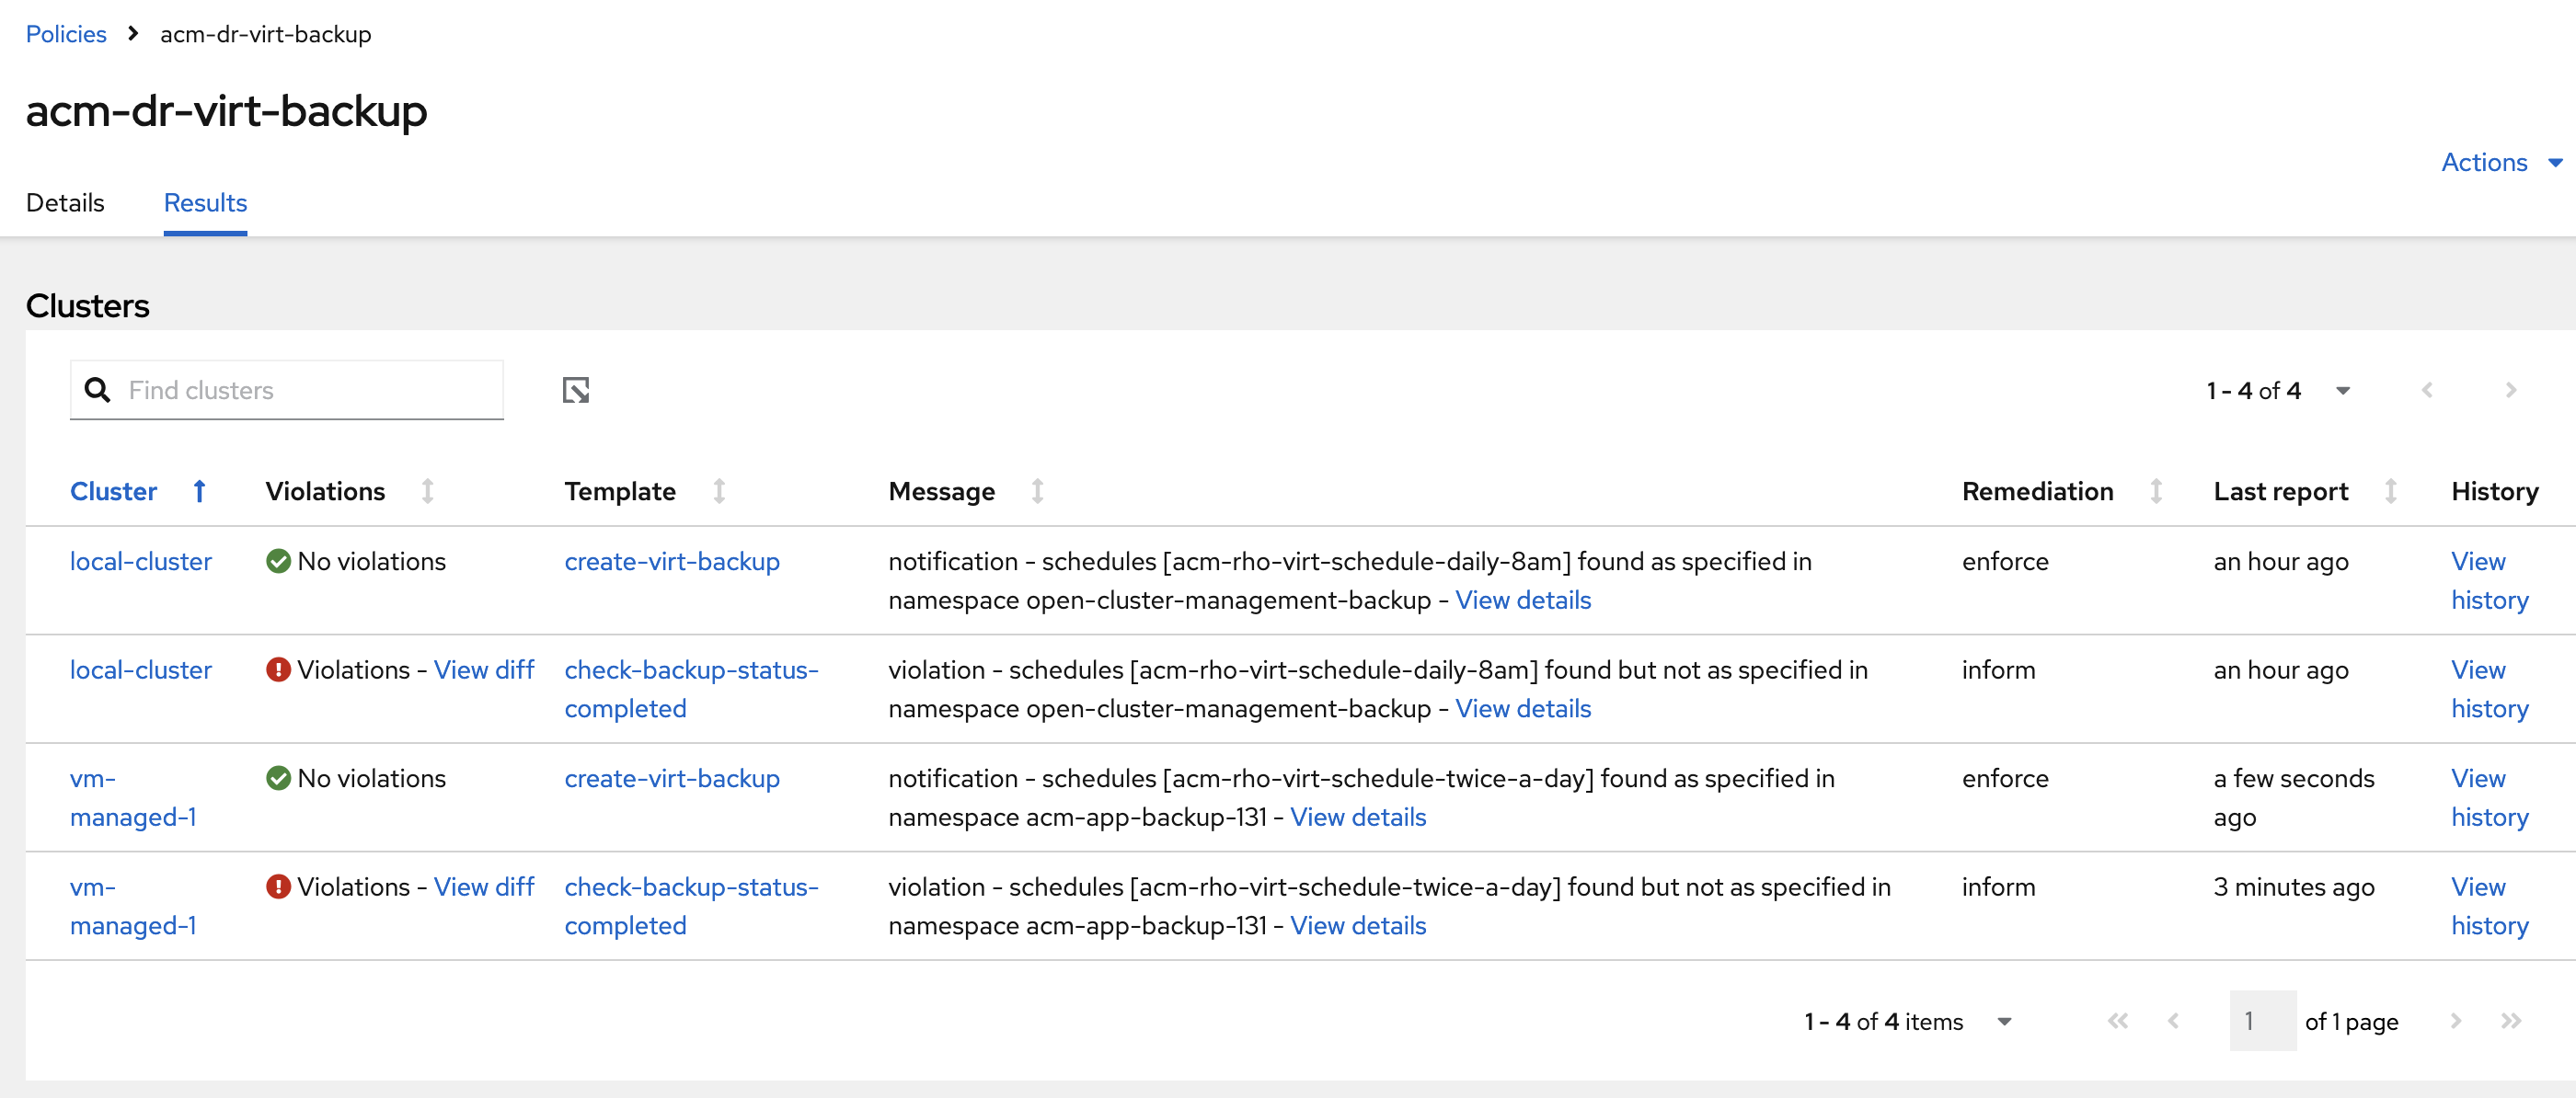 Policies > acm-dr-virt-backup
acm-dr-virt-backup
Actions
Details Results
Clusters
Find clusters 1 - 4 of 4
Cluster Violations Template Message Remediation Last report History
local-cluster No violations create-virt-backup notification - schedules [acm-rho-virt-schedule-daily-8am] found as specified in enforce an hour ago View
namespace open-cluster-management-backup - View details history
local-cluster Violations - View diff check-backup-status- violation - schedules [acm-rho-virt-schedule-daily-8am] found but not as specified in inform an hour ago View
completed namespace open-cluster-management-backup - View details history
vm- No violations create-virt-backup notification - schedules [acm-rho-virt-schedule-twice-a-day] found as specified in enforce a few seconds View
managed-1 namespace acm-app-backup-131 - View details ago history
vm- Violations - View diff check-backup-status- violation - schedules [acm-rho-virt-schedule-twice-a-day] found but not as specified in inform 3 minutes ago View
managed-1 completed namespace acm-app-backup-131 - View details history
1 - 4 of 4 items 1 of 1 page